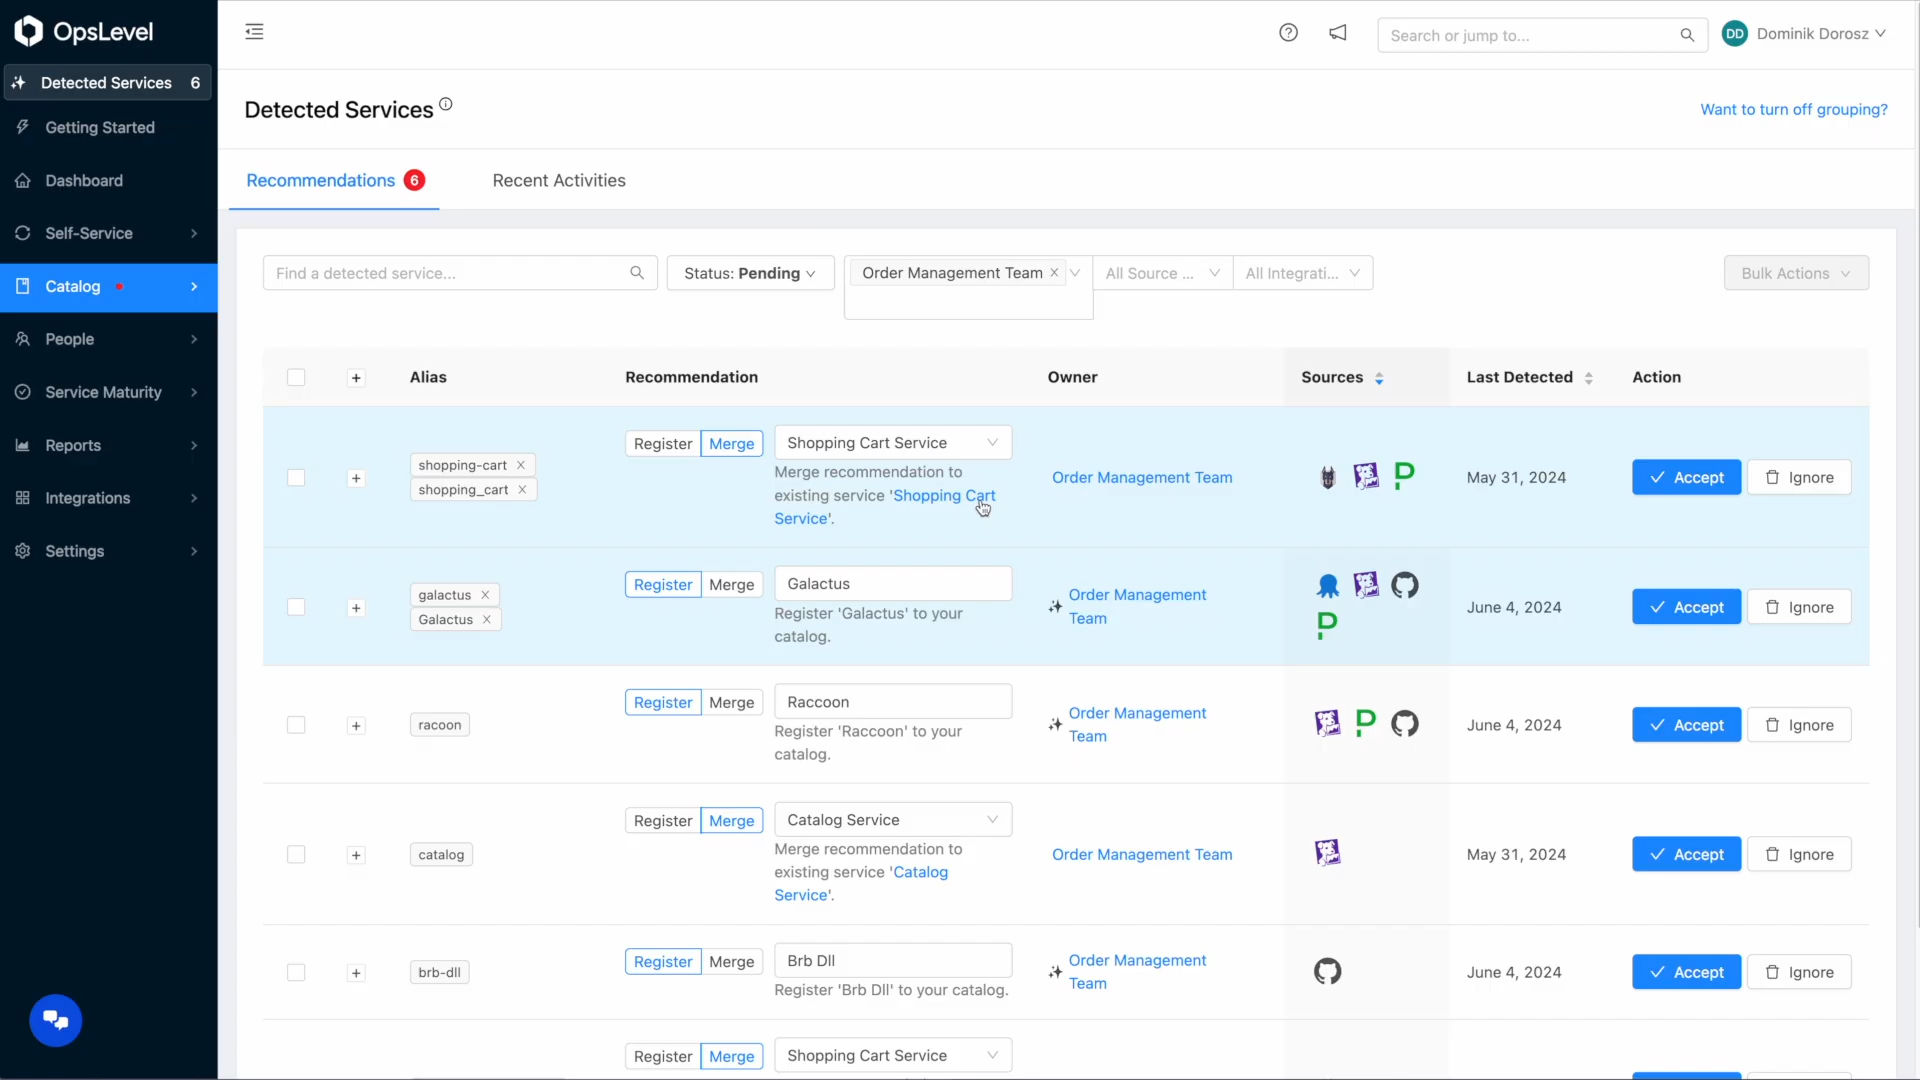 OpsLevel
Detected Services 6
Getting Started
Dashboard
Self-Service
Catalog
People
Service Maturity
Reports
Integrations
Settings
Search or jump to...
DD Dominik Dorosz
Detected Services
Want to turn off grouping?
Recommendations 6
Recent Activities
Find a detected service...
Status: Pending
Order Management Team
All Source ...
All Integrati...
Bulk Actions
Alias Recommendation Owner Sources Last Detected Action
shopping-cart
shopping_cart
Register Merge
Shopping Cart Service
Merge recommendation to
existing service 'Shopping Cart
Service'.
Order Management Team
May 31, 2024
Accept Ignore
galactus
Galactus
Register Merge
Galactus
Register 'Galactus' to your
catalog.
Order Management
Team
June 4, 2024
Accept Ignore
racoon
Register Merge
Raccoon
Register 'Raccoon' to your
catalog.
Order Management
Team
June 4, 2024
Accept Ignore
catalog
Register Merge
Catalog Service
Merge recommendation to
existing service 'Catalog
Service'.
Order Management Team
May 31, 2024
Accept Ignore
brb-dll
Register Merge
Brb Dll
Register 'Brb Dll' to your catalog.
Order Management
Team
June 4, 2024
Accept Ignore
Register Merge
Shopping Cart Service